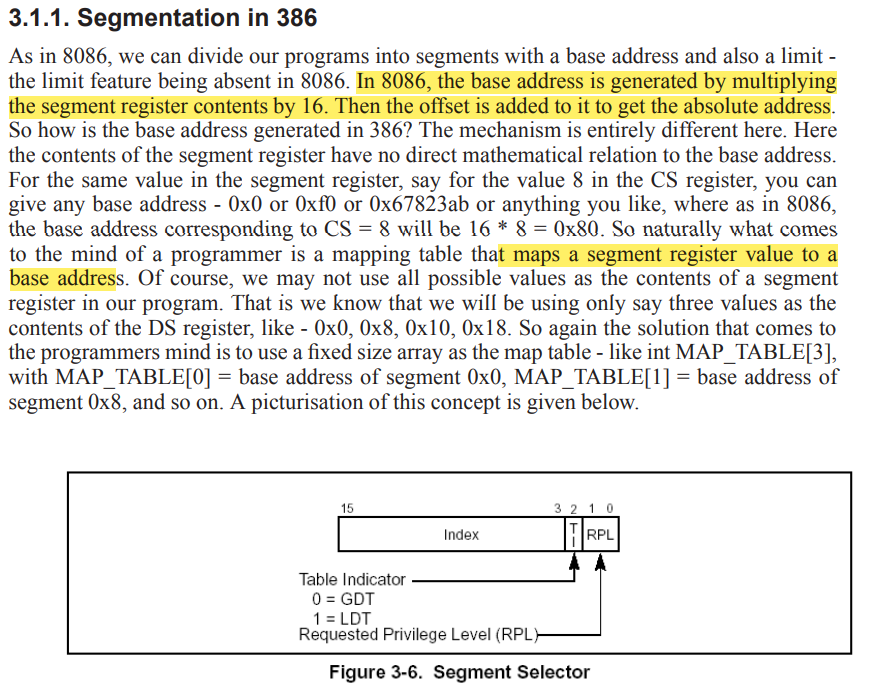 3.1.1. Segmentation in 386
As in 8086, we can divide our programs into segments with a base address and also a limit -
the limit feature being absent in 8086. In 8086, the base address is generated by multiplying
the segment register contents by 16. Then the offset is added to it to get the absolute address.
So how is the base address generated in 386? The mechanism is entirely different here. Here
the contents of the segment register have no direct mathematical relation to the base address.
For the same value in the segment register, say for the value 8 in the CS register, you can
give any base address - 0x0 or 0xf0 or 0x67823ab or anything you like, where as in 8086,
the base address corresponding to CS = 8 will be 16 * 8 = 0x80. So naturally what comes
to the mind of a programmer is a mapping table that maps a segment register value to a
base address. Of course, we may not use all possible values as the contents of a segment
register in our program. That is we know that we will be using only say three values as the
contents of the DS register, like - 0x0, 0x8, 0x10, 0x18. So again the solution that comes to
the programmers mind is to use a fixed size array as the map table - like int MAP_TABLE[3],
with MAP_TABLE[0] = base address of segment 0x0, MAP_TABLE[1] = base address of
segment 0x8, and so on. A picturisation of this concept is given below.
15 3 2 1 0
Index TI RPL
Table Indicator
0 = GDT
1 = LDT
Requested Privilege Level (RPL)
Figure 3-6. Segment Selector